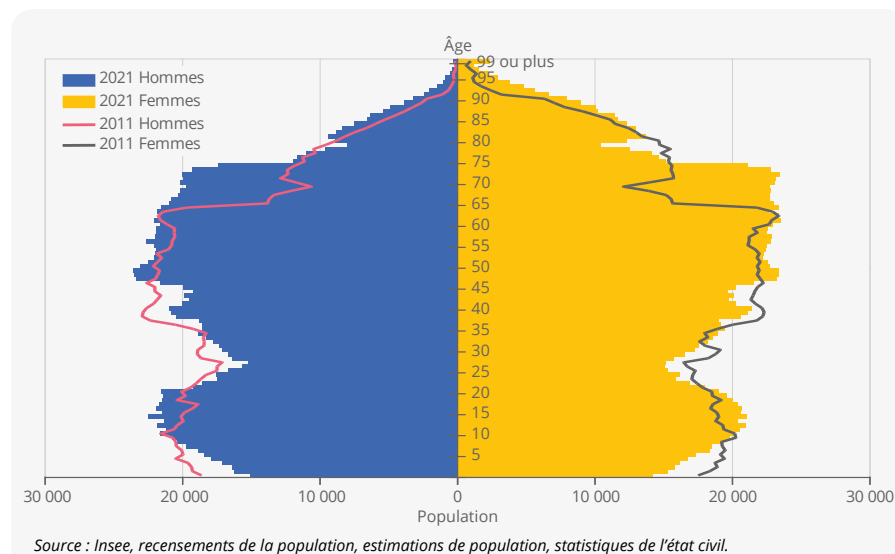 Âge
2021 Hommes
2021 Femmes
2011 Hommes
2011 Femmes
99 ou plus
95
90
85
80
75
70
65
60
55
50
45
40
35
30
25
20
15
10
5
30 000 20 000 10 000 0 10 000 20 000 30 000
Population
Source : Insee, recensements de la population, estimations de population, statistiques de l’état civil.